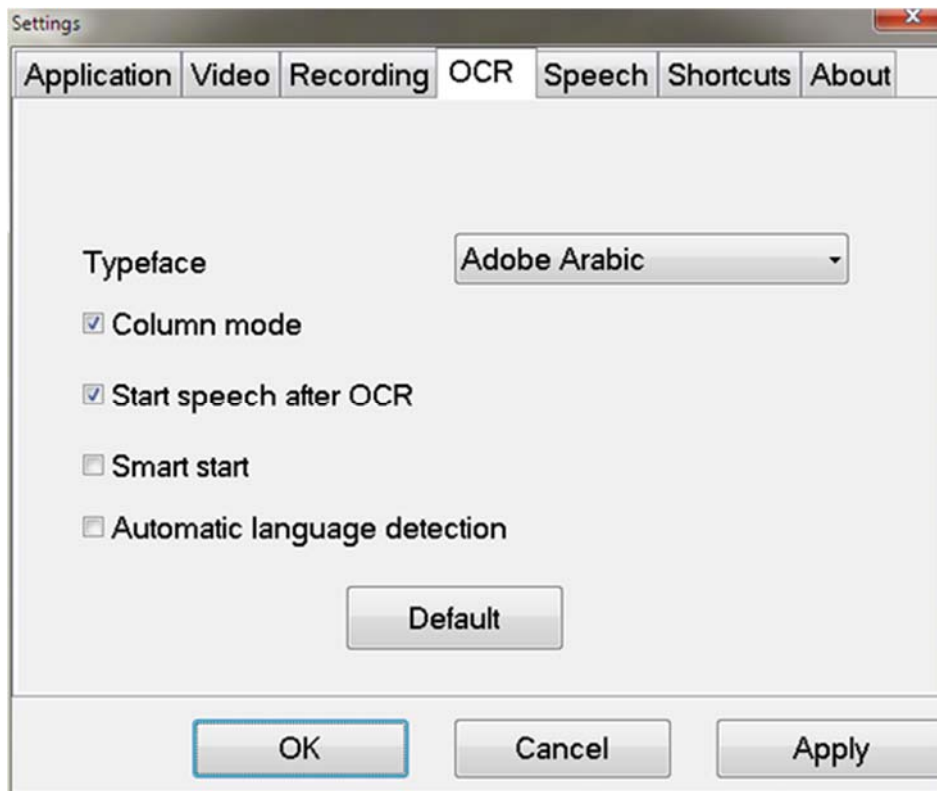 Settings
Application Video Recording OCR Speech Shortcuts About
Typeface Adobe Arabic
Column mode
Start speech after OCR
Smart start
Automatic language detection
Default
OK Cancel Apply